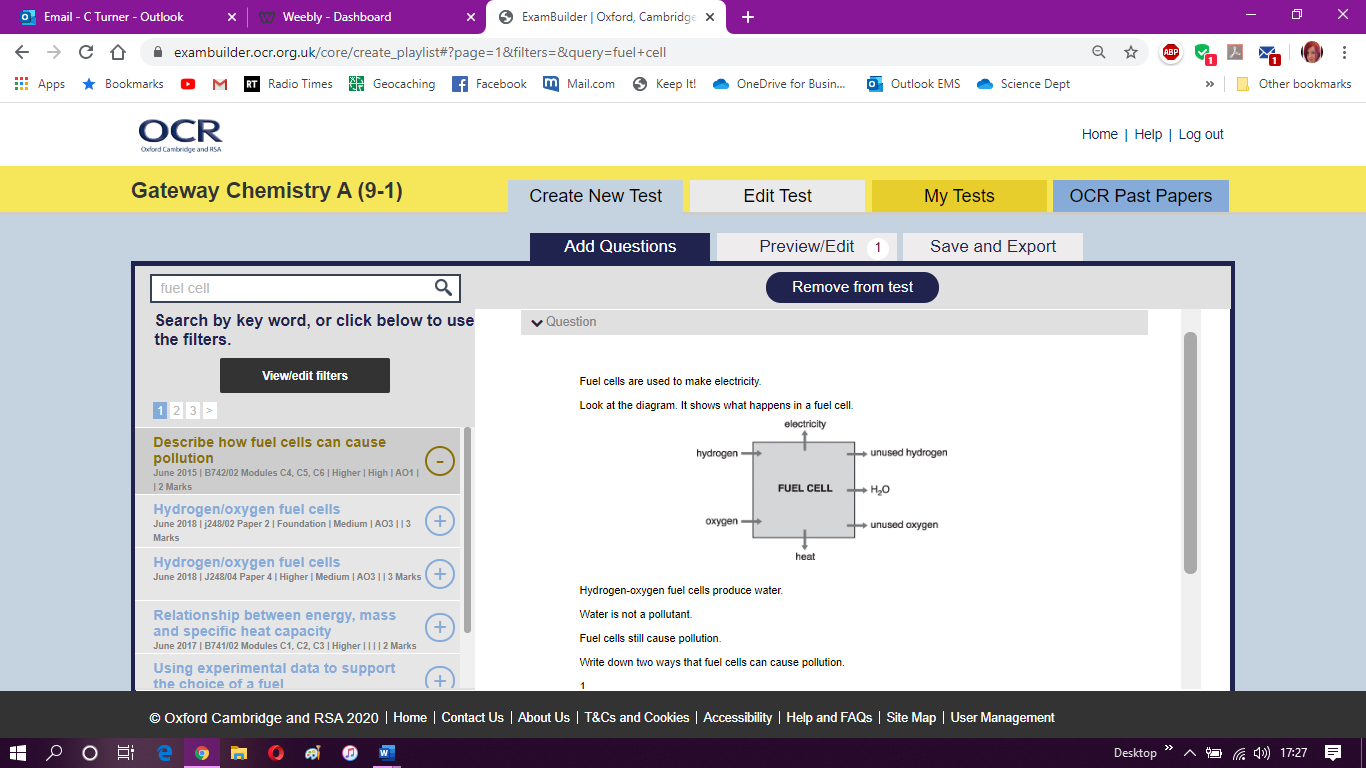 Email - C Turner - Outlook
Weebly - Dashboard
ExamBuilder | Oxford, Cambridge
exambuilder.ocr.org.uk/core/create_playlist#?page=1&filters=&query=fuel+cell
ABP
1
1
Apps
Bookmarks
RT Radio Times
Geocaching
Facebook
Mail.com
Keep It!
OneDrive for Busin...
Outlook EMS
Science Dept
»
Other bookmarks
OCR
Oxford Cambridge and RSA
Home | Help | Log out
Gateway Chemistry A (9-1)
Create New Test
Edit Test
My Tests
OCR Past Papers
Add Questions
Preview/Edit 1
Save and Export
fuel cell
Remove from test
Search by key word, or click below to use
the filters.
View/edit filters
1 2 3 >
Describe how fuel cells can cause
pollution
June 2015 | B742/02 Modules C4, C5, C6 | Higher | High | AO1 |
| 2 Marks
Hydrogen/oxygen fuel cells
June 2018 | j248/02 Paper 2 | Foundation | Medium | AO3 | | 3
Marks
Hydrogen/oxygen fuel cells
June 2018 | J248/04 Paper 4 | Higher | Medium | AO3 | | 3 Marks
Relationship between energy, mass
and specific heat capacity
June 2017 | B741/02 Modules C1, C2, C3 | Higher | | | | 2 Marks
Using experimental data to support
the choice of a fuel
Question
Fuel cells are used to make electricity.
Look at the diagram. It shows what happens in a fuel cell.
electricity
hydrogen
unused hydrogen
FUEL CELL
H₂O
oxygen
unused oxygen
heat
Hydrogen-oxygen fuel cells produce water.
Water is not a pollutant.
Fuel cells still cause pollution.
Write down two ways that fuel cells can cause pollution.
1
© Oxford Cambridge and RSA 2020 | Home | Contact Us | About Us | T&Cs and Cookies | Accessibility | Help and FAQs | Site Map | User Management
Desktop » 17:27